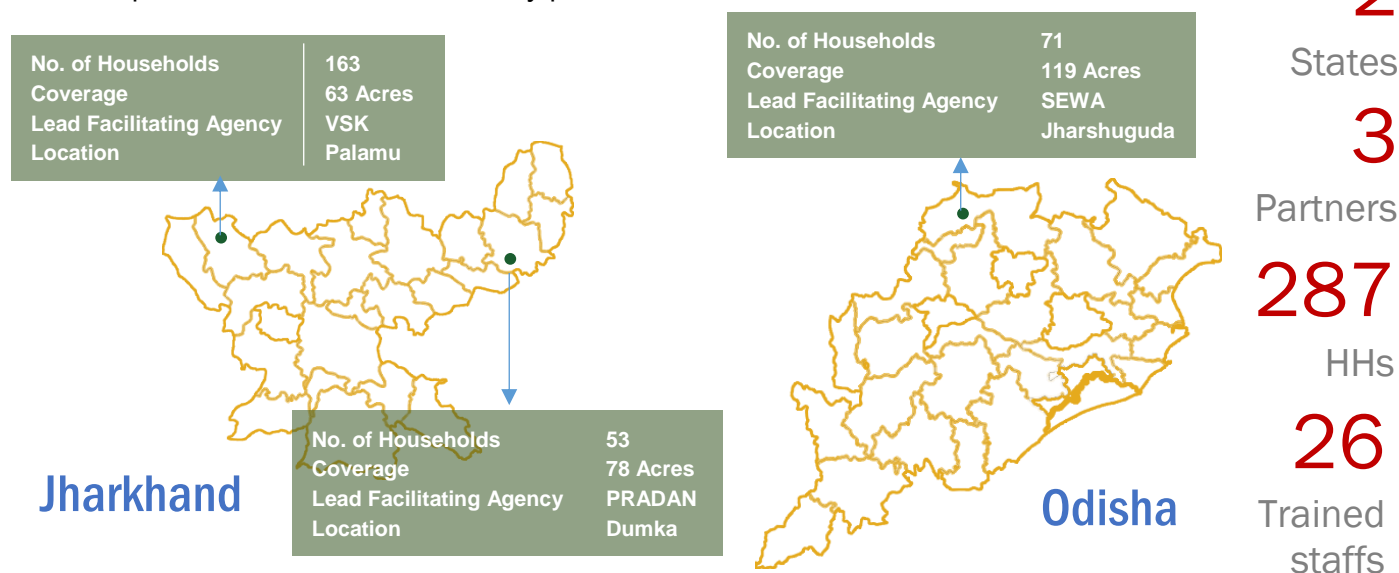 No. of Households 163
Coverage 63 Acres
Lead Facilitating Agency VSK
Location Palamu
No. of Households 71
Coverage 119 Acres
Lead Facilitating Agency SEWA
Location Jharshuguda
No. of Households 53
Coverage 78 Acres
Lead Facilitating Agency PRADAN
Location Dumka
Jharkhand
Odisha
2
States
3
Partners
287
HHs
26
Trained
staffs